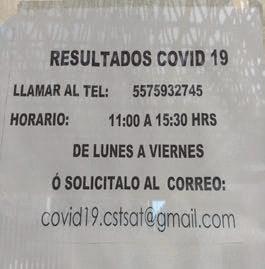 RESULTADOS COVID 19
LLAMAR AL TEL: 5575932745
HORARIO: 11:00 A 15:30 HRS
DE LUNES A VIERNES
Ó SOLICITALO AL CORREO:
covid19.cstsat@gmail.com